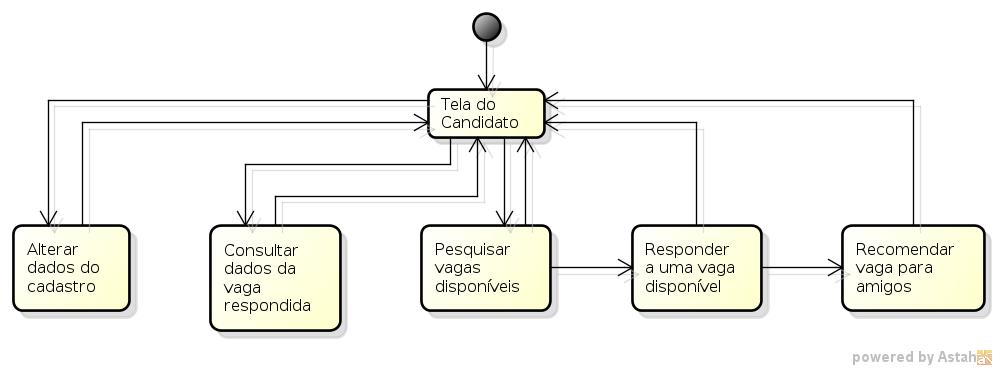 Tela do
Candidato
Alterar
dados do
cadastro
Consultar
dados da
vaga
respondida
Pesquisar
vagas
disponíveis
Responder
a uma vaga
disponível
Recomendar
vaga para
amigos
powered by Astah